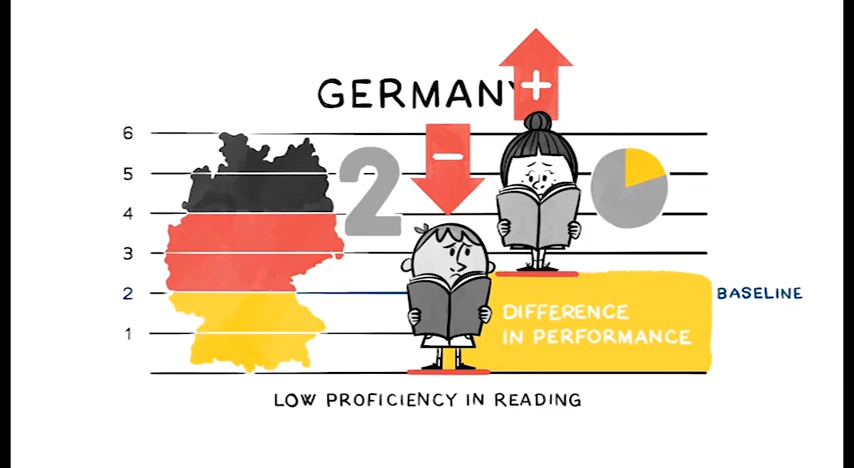 GERMANY
+
6
5
4
3
2
1
2
-
BASELINE
DIFFERENCE
IN PERFORMANCE
LOW PROFICIENCY IN READING